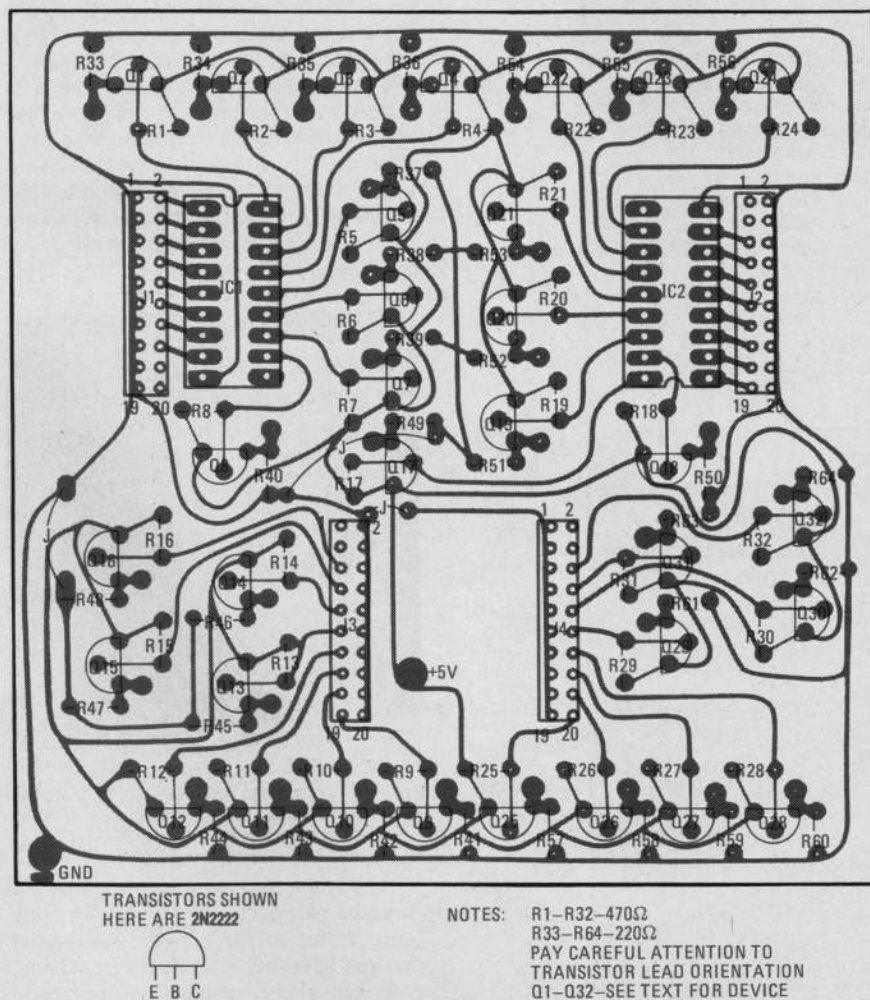 R33 R34 R35 R36 R54 R55 R56
Q1 Q2 Q3 Q4 Q22 Q23 Q24
R1 R2 R3 R4 R22 R23 R24
1 2 1 2
R37 R21
Q5 Q21
R5
R38 R53
J1 IC1 IC2 J2
Q6 R20
R6 Q20
R39 R52
Q7
19 20 19 20
R8 R7 R49 R19 R18
J Q19
Q8 Q17 R51 Q18
R40 R17 R50 R64
J
2 1 2
R63 Q32
J R16 R32
Q16 R14 Q31
Q14 R31 R62
R48 R46 R61 Q30
R15 J3 J4 R30
Q15 R13 Q29
Q13 +5V R29
R47 R45
19 20 19 20
R12 R11 R10 R9 R25 R26 R27 R28
Q12 Q11 Q10 Q9 Q25 Q26 Q27 Q28
R44 R43 R42 R41 R57 R58 R59 R60
GND
TRANSISTORS SHOWN
HERE ARE 2N2222
E B C
NOTES: R1–R32–470Ω
R33–R64–220Ω
PAY CAREFUL ATTENTION TO
TRANSISTOR LEAD ORIENTATION
Q1–Q32–SEE TEXT FOR DEVICE